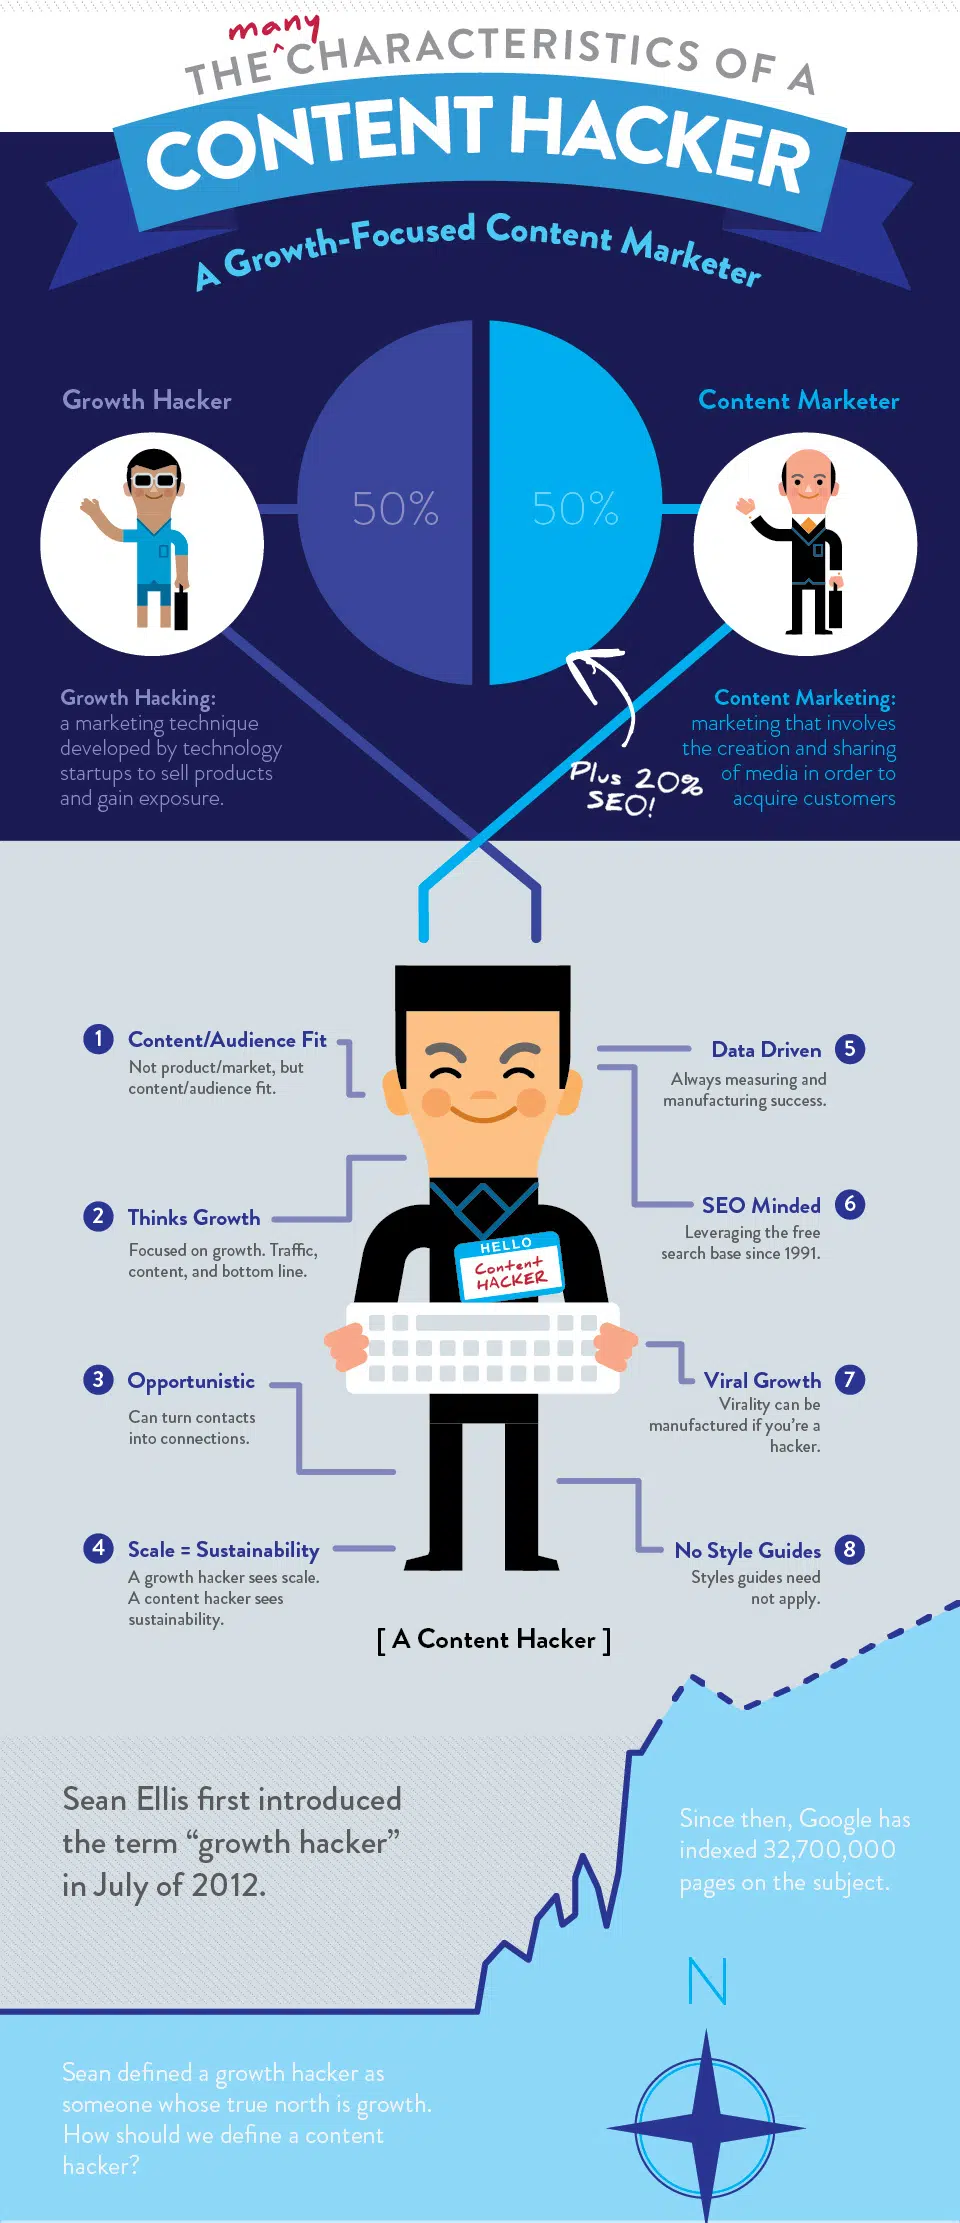 many
THE CHARACTERISTICS OF A
CONTENT HACKER
A Growth-Focused Content Marketer
Growth Hacker
Content Marketer
50%
50%
Growth Hacking:
a marketing technique
developed by technology
startups to sell products
and gain exposure.
Content Marketing:
marketing that involves
the creation and sharing
of media in order to
acquire customers
Plus 20%
SEO!
1 Content/Audience Fit
Not product/market, but
content/audience fit.
2 Thinks Growth
Focused on growth. Traffic,
content, and bottom line.
3 Opportunistic
Can turn contacts
into connections.
4 Scale = Sustainability
A growth hacker sees scale.
A content hacker sees
sustainability.
Data Driven 5
Always measuring and
manufacturing success.
SEO Minded 6
Leveraging the free
search base since 1991.
Viral Growth 7
Virality can be
manufactured if you're a
hacker.
No Style Guides 8
Styles guides need
not apply.
HELLO
Content
HACKER
[ A Content Hacker ]
Sean Ellis first introduced
the term “growth hacker”
in July of 2012.
Since then, Google has
indexed 32,700,000
pages on the subject.
N
Sean defined a growth hacker as
someone whose true north is growth.
How should we define a content
hacker?